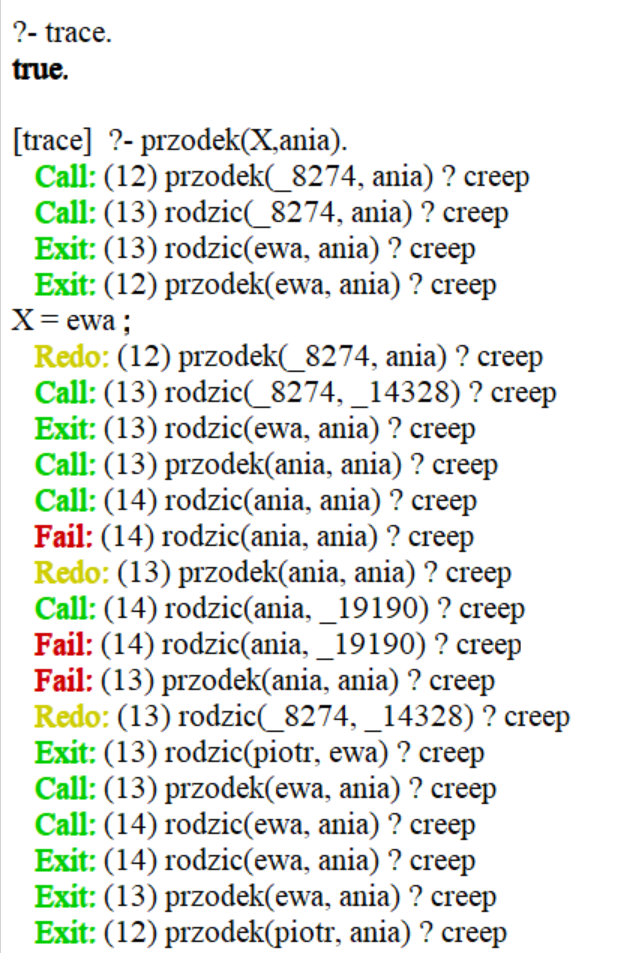 ?- trace.
true.
[trace]  ?- przodek(X,ania).
Call: (12) przodek(_8274, ania) ? creep
Call: (13) rodzic(_8274, ania) ? creep
Exit: (13) rodzic(ewa, ania) ? creep
Exit: (12) przodek(ewa, ania) ? creep
X = ewa ;
Redo: (12) przodek(_8274, ania) ? creep
Call: (13) rodzic(_8274, _14328) ? creep
Exit: (13) rodzic(ewa, ania) ? creep
Call: (13) przodek(ania, ania) ? creep
Call: (14) rodzic(ania, ania) ? creep
Fail: (14) rodzic(ania, ania) ? creep
Redo: (13) przodek(ania, ania) ? creep
Call: (14) rodzic(ania, _19190) ? creep
Fail: (14) rodzic(ania, _19190) ? creep
Fail: (13) przodek(ania, ania) ? creep
Redo: (13) rodzic(_8274, _14328) ? creep
Exit: (13) rodzic(piotr, ewa) ? creep
Call: (13) przodek(ewa, ania) ? creep
Call: (14) rodzic(ewa, ania) ? creep
Exit: (14) rodzic(ewa, ania) ? creep
Exit: (13) przodek(ewa, ania) ? creep
Exit: (12) przodek(piotr, ania) ? creep